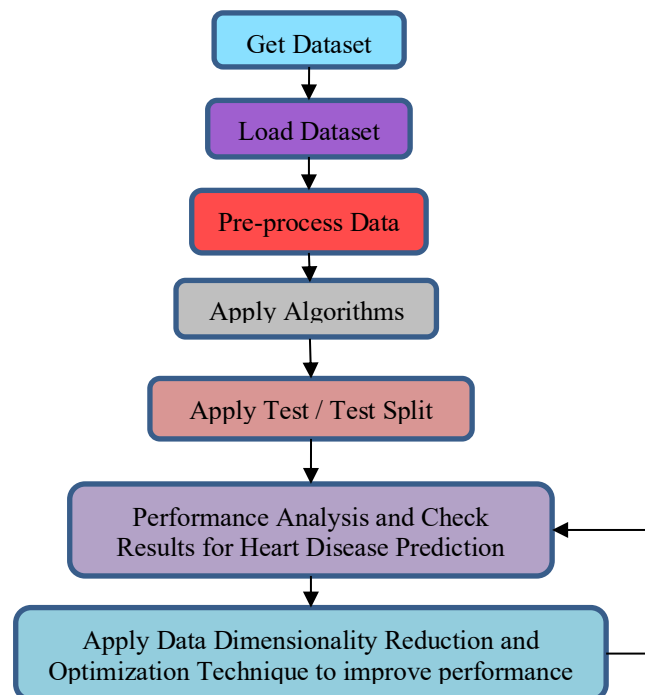 Get Dataset
Load Dataset
Pre-process Data
Apply Algorithms
Apply Test / Test Split
Performance Analysis and Check
Results for Heart Disease Prediction
Apply Data Dimensionality Reduction and
Optimization Technique to improve performance